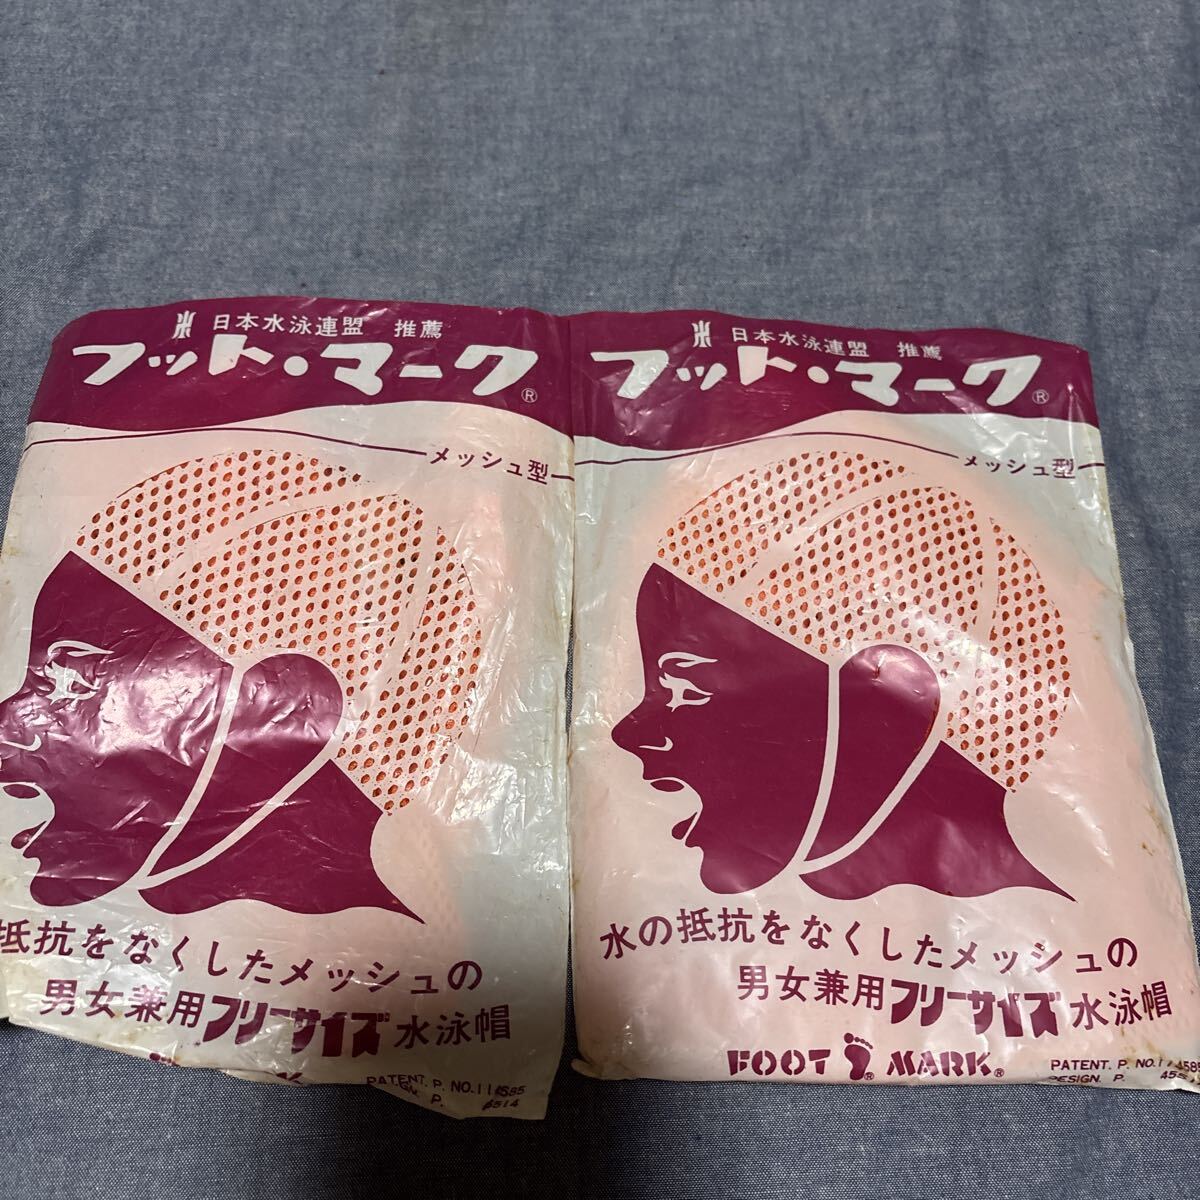 日本水泳連盟 推薦
フット・マーク®
メッシュ型
抵抗をなくしたメッシュの
男女兼用フリーサイズ水泳帽
PATENT. P. NO.114585
P. 6514
日本水泳連盟 推薦
フット・マーク®
メッシュ型
水の抵抗をなくしたメッシュの
男女兼用フリーサイズ水泳帽
FOOT ® MARK®
PATENT. P. NO.
DESIGN. P.